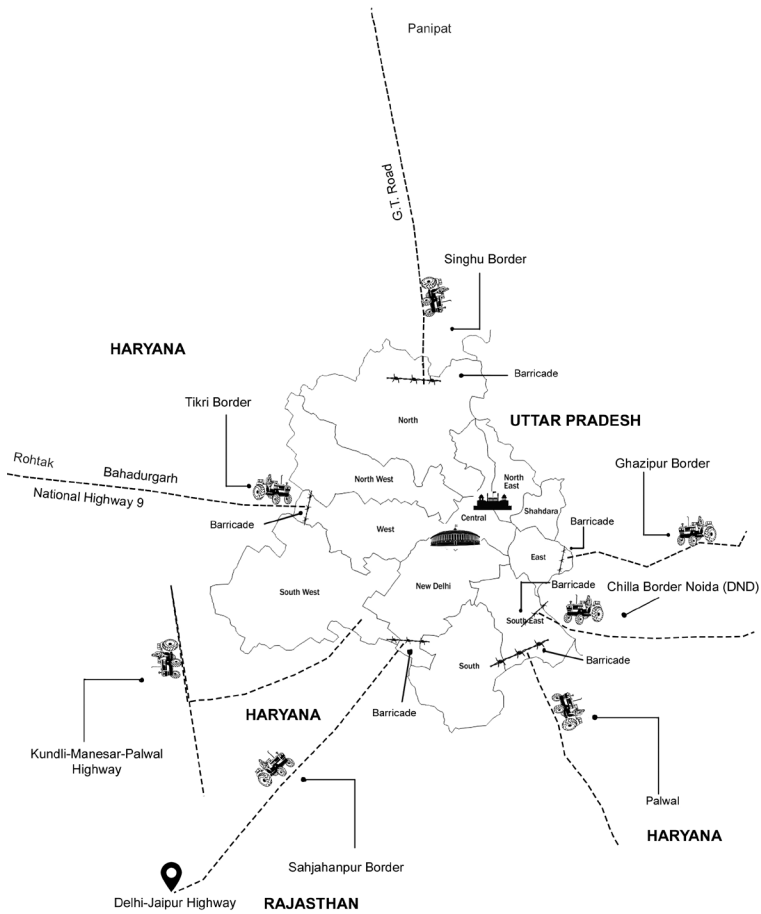 Panipat
G.T. Road
Singhu Border
HARYANA
Barricade
Tikri Border
North
UTTAR PRADESH
Rohtak
Bahadurgarh
National Highway 9
North West
North
East
Ghazipur Border
Shahdara
Barricade
West
Central
Barricade
East
South West
New Delhi
Barricade
Chilla Border Noida (DND)
South East
South
Barricade
HARYANA
Barricade
Kundli-Manesar-Palwal
Highway
Palwal
HARYANA
Sahjahanpur Border
Delhi-Jaipur Highway
RAJASTHAN